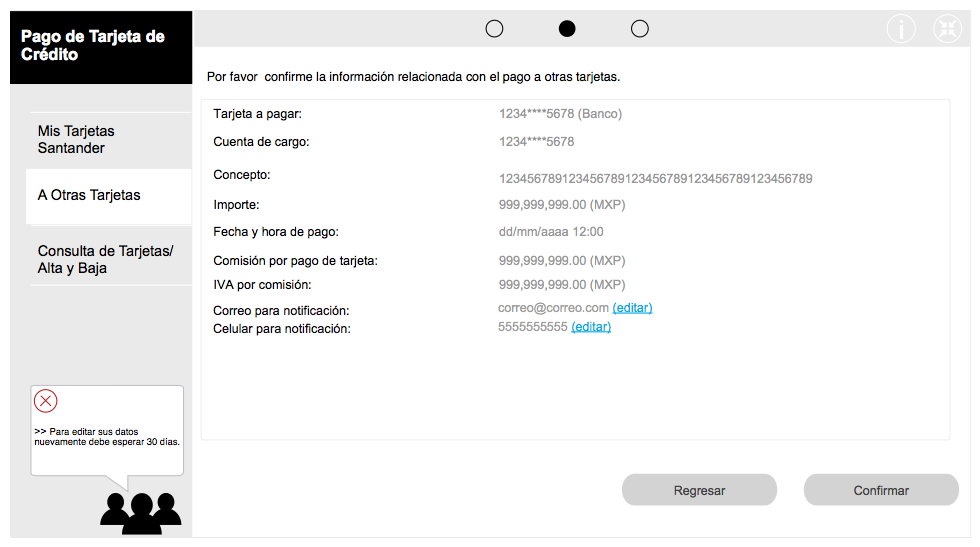 Pago de Tarjeta de
Crédito
Por favor confirme la información relacionada con el pago a otras tarjetas.
Mis Tarjetas
Santander
A Otras Tarjetas
Consulta de Tarjetas/
Alta y Baja
Tarjeta a pagar: 1234****5678 (Banco)
Cuenta de cargo: 1234****5678
Concepto: 123456789123456789123456789123456789123456789
Importe: 999,999,999.00 (MXP)
Fecha y hora de pago: dd/mm/aaaa 12:00
Comisión por pago de tarjeta: 999,999,999.00 (MXP)
IVA por comisión: 999,999,999.00 (MXP)
Correo para notificación: correo@correo.com (editar)
Celular para notificación: 5555555555 (editar)
>> Para editar sus datos
nuevamente debe esperar 30 días.
Regresar
Confirmar